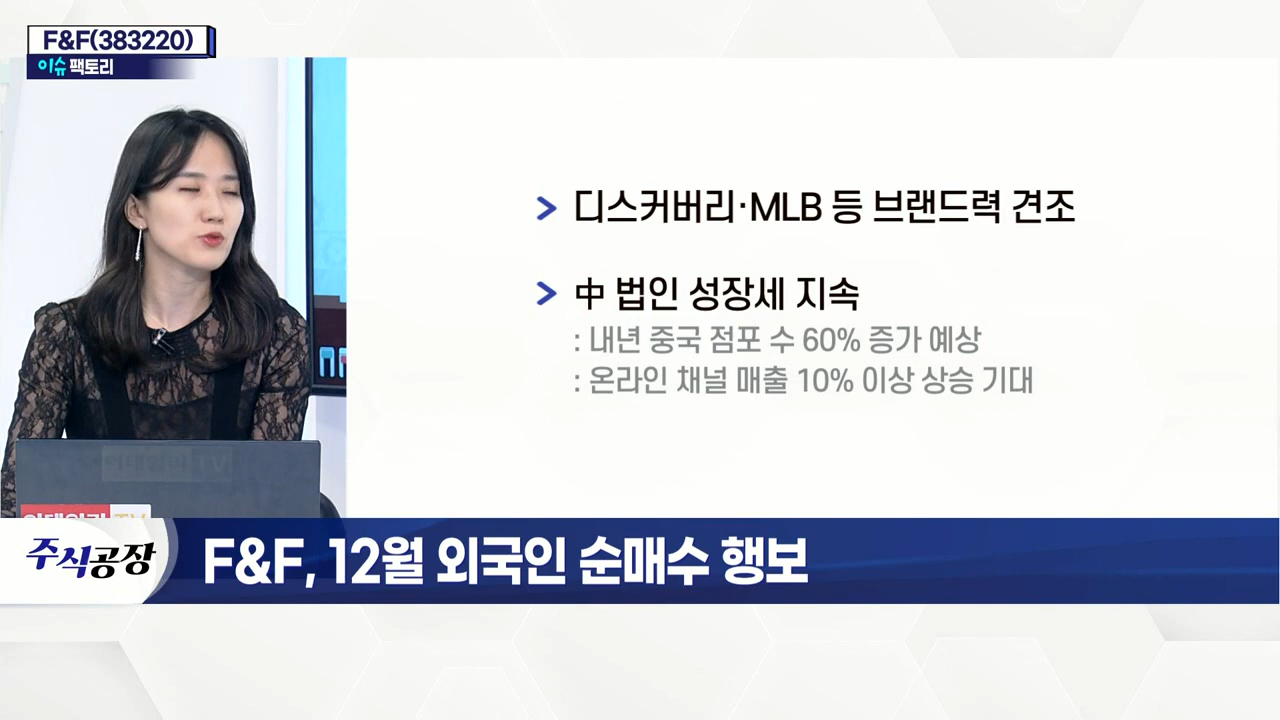 F&F(383220)
이슈 팩토리
> 디스커버리·MLB 등 브랜드력 견조
> 中 법인 성장세 지속
: 내년 중국 점포 수 60% 증가 예상
: 온라인 채널 매출 10% 이상 상승 기대
주식공장
F&F, 12월 외국인 순매수 행보